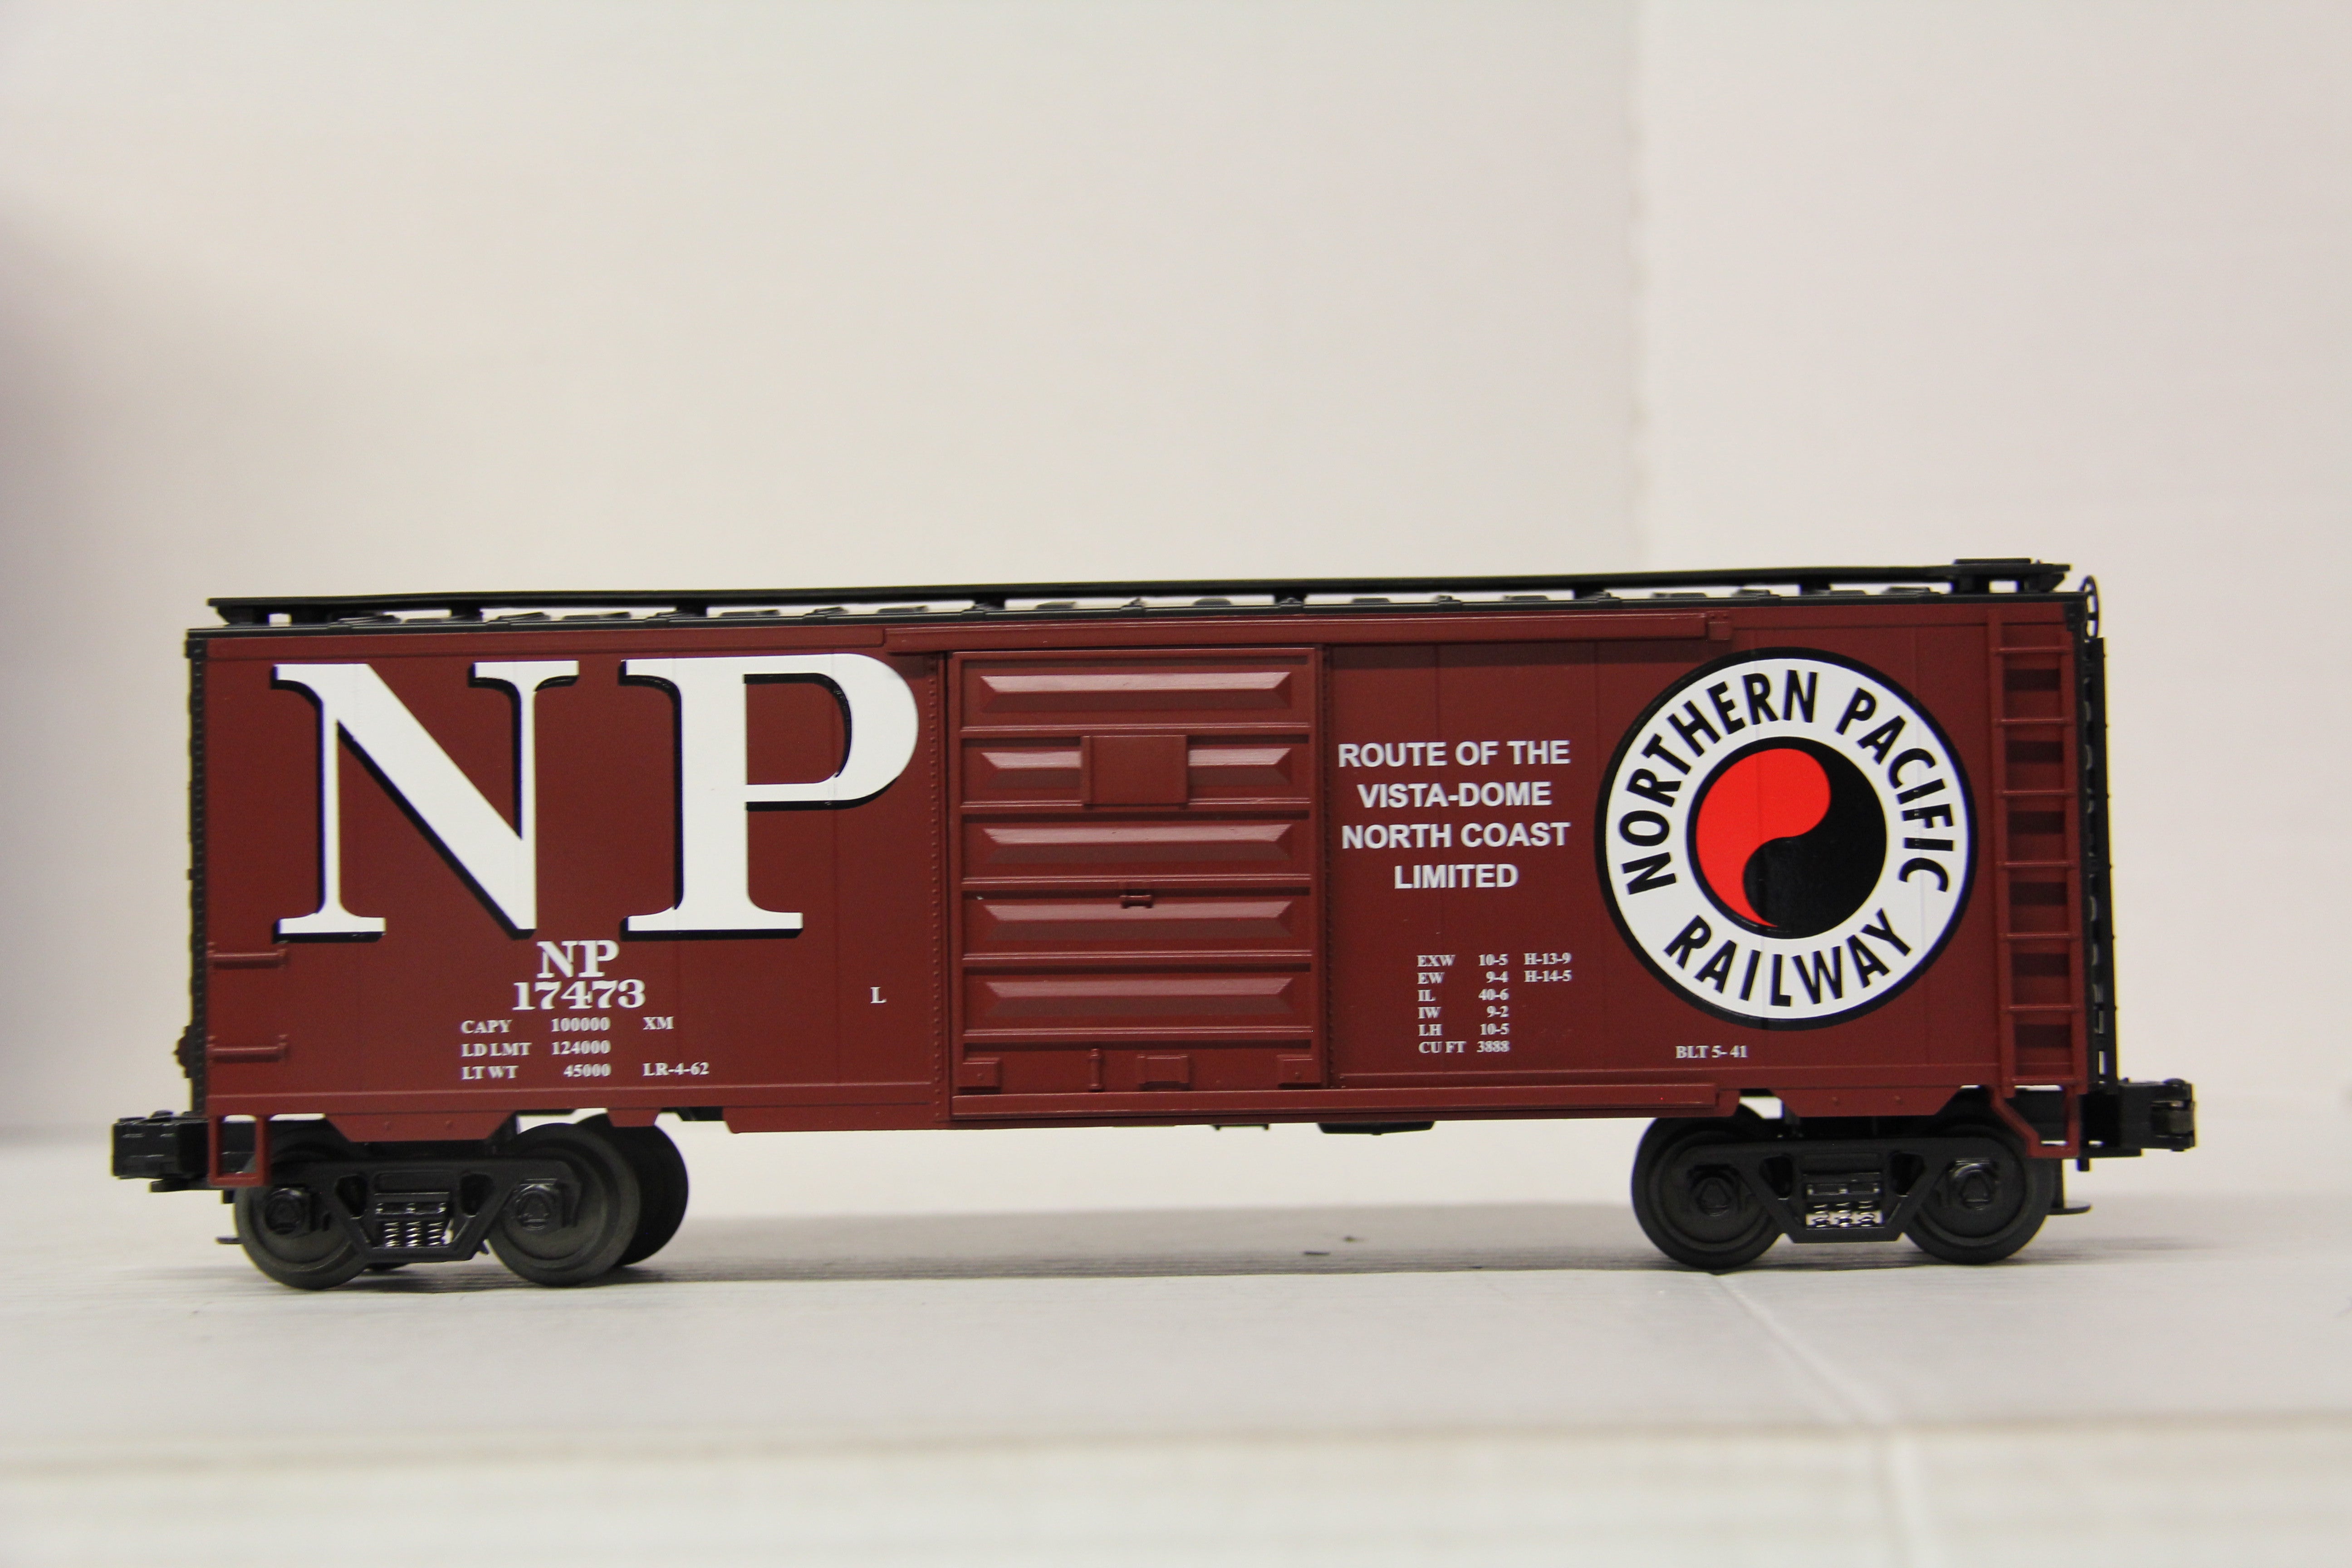 NP
NP
17473
CAPY 100000 XM
LD LMT 124000
LT WT 45000 LR-4-62
L
ROUTE OF THE
VISTA-DOME
NORTH COAST
LIMITED
EXW 10-5 H-13-9
EW 9-4 H-14-5
IL 40-6
IW 9-2
LH 10-5
CU FT 3888
NORTHERN PACIFIC
RAILWAY
BLT 5-41